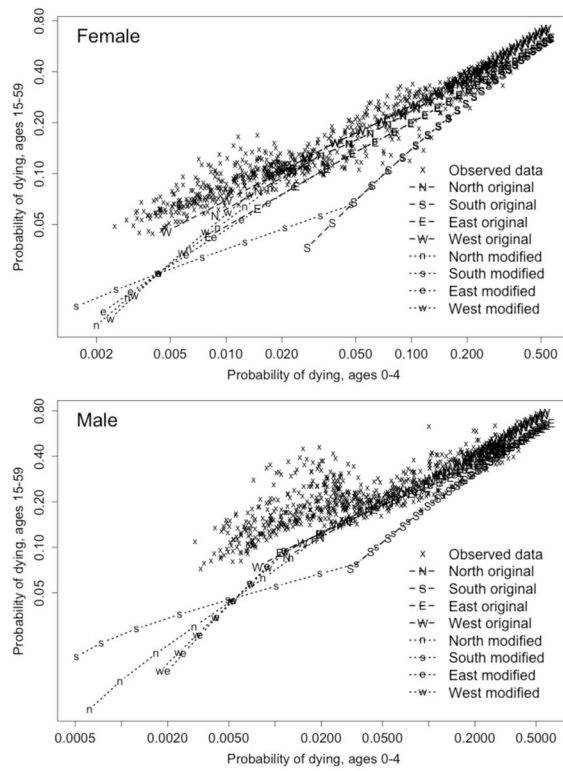 Female
Probability of dying, ages 15-59
0.80
0.40
0.20
0.10
0.05
x Observed data
N North original
S South original
E East original
W West original
n North modified
s South modified
e East modified
w West modified
0.002 0.005 0.010 0.020 0.050 0.100 0.200 0.500
Probability of dying, ages 0-4
Male
Probability of dying, ages 15-59
0.80
0.40
0.20
0.10
0.05
x Observed data
N North original
S South original
E East original
W West original
n North modified
s South modified
e East modified
w West modified
0.0005 0.0020 0.0050 0.0200 0.0500 0.2000 0.5000
Probability of dying, ages 0-4